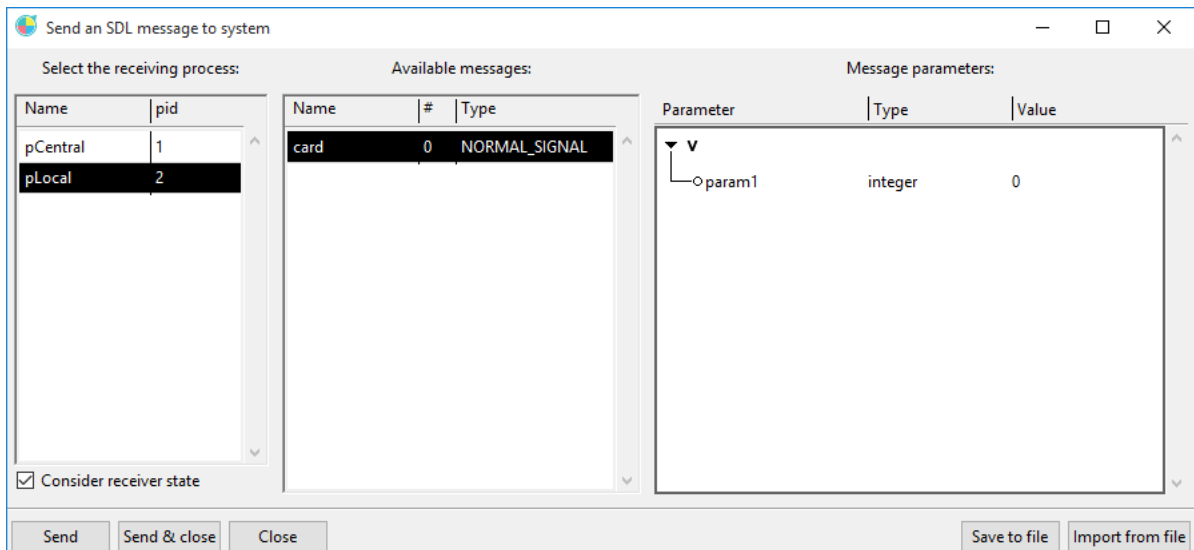 Send an SDL message to system
Select the receiving process: Available messages: Message parameters:
Name pid Name # Type Parameter Type Value
pCentral 1 card 0 NORMAL_SIGNAL V
pLocal 2 param1 integer 0
Consider receiver state
Send Send & close Close Save to file Import from file